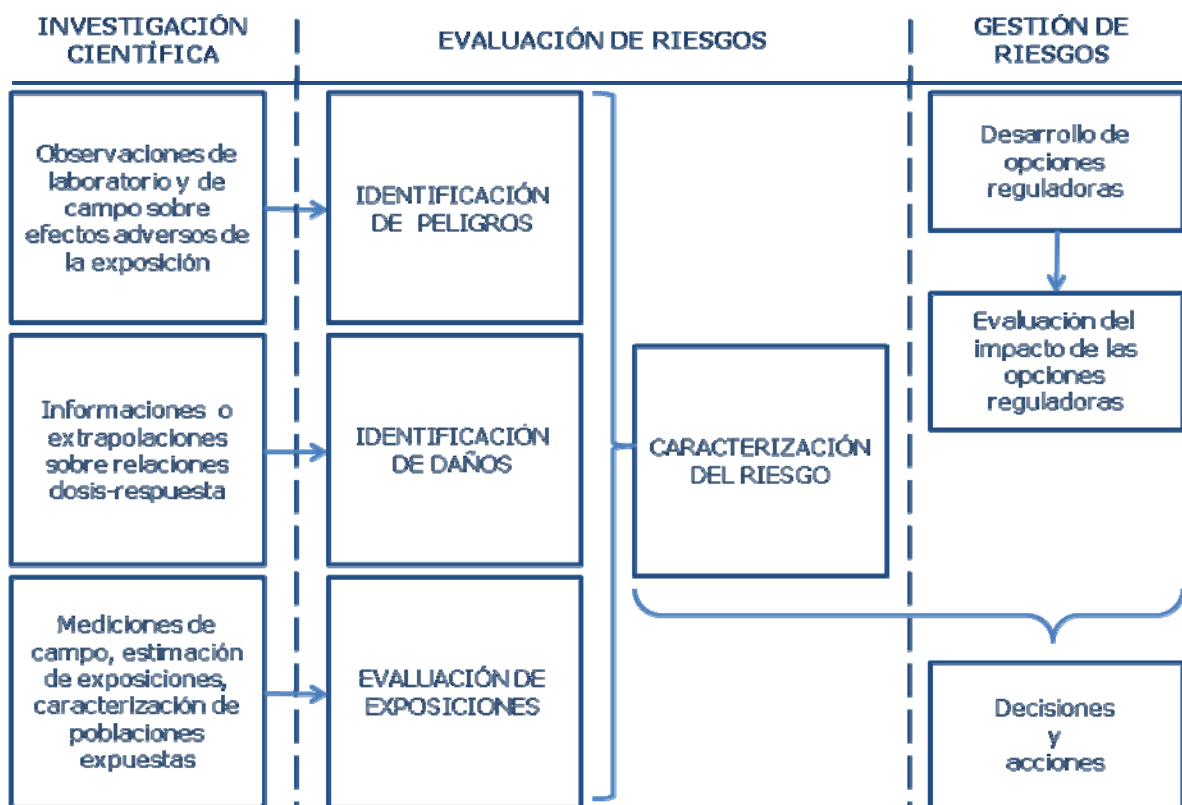 INVESTIGACIÓN
CIENTÍFICA
EVALUACIÓN DE RIESGOS
GESTIÓN DE
RIESGOS
Observaciones de
laboratorio y de
campo sobre
efectos adversos de
la exposición
IDENTIFICACIÓN
DE PELIGROS
Desarrollo de
opciones
reguladoras
Evaluación del
impacto de las
opciones
reguladoras
Informaciones o
extrapolaciones
sobre relaciones
dosis-respuesta
IDENTIFICACIÓN
DE DAÑOS
CARACTERIZACIÓN
DEL RIESGO
Mediciones de
campo, estimación
de exposiciones,
caracterización de
poblaciones
expuestas
EVALUACIÓN DE
EXPOSICIONES
Decisiones
y
acciones